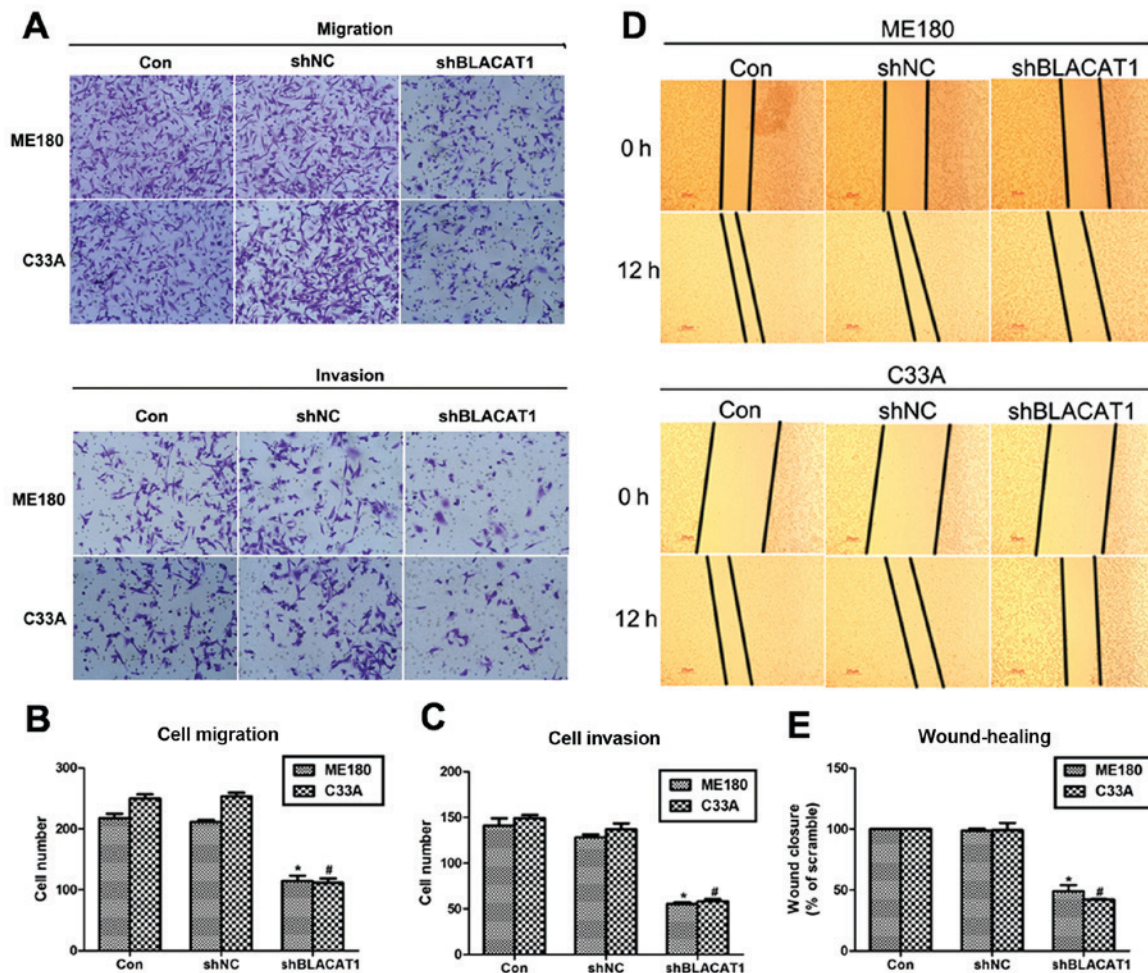 A
Migration
Con shNC shBLACAT1
ME180
C33A
Invasion
Con shNC shBLACAT1
ME180
C33A
D
ME180
Con shNC shBLACAT1
0 h
12 h
C33A
Con shNC shBLACAT1
0 h
12 h
B
Cell migration
ME180
C33A
Cell number
300
200
100
0
* #
Con shNC shBLACAT1
C
Cell invasion
ME180
C33A
Cell number
200
150
100
50
0
* #
Con shNC shBLACAT1
E
Wound-healing
ME180
C33A
Wound closure
(% of scramble)
150
100
50
0
* #
Con shNC shBLACAT1